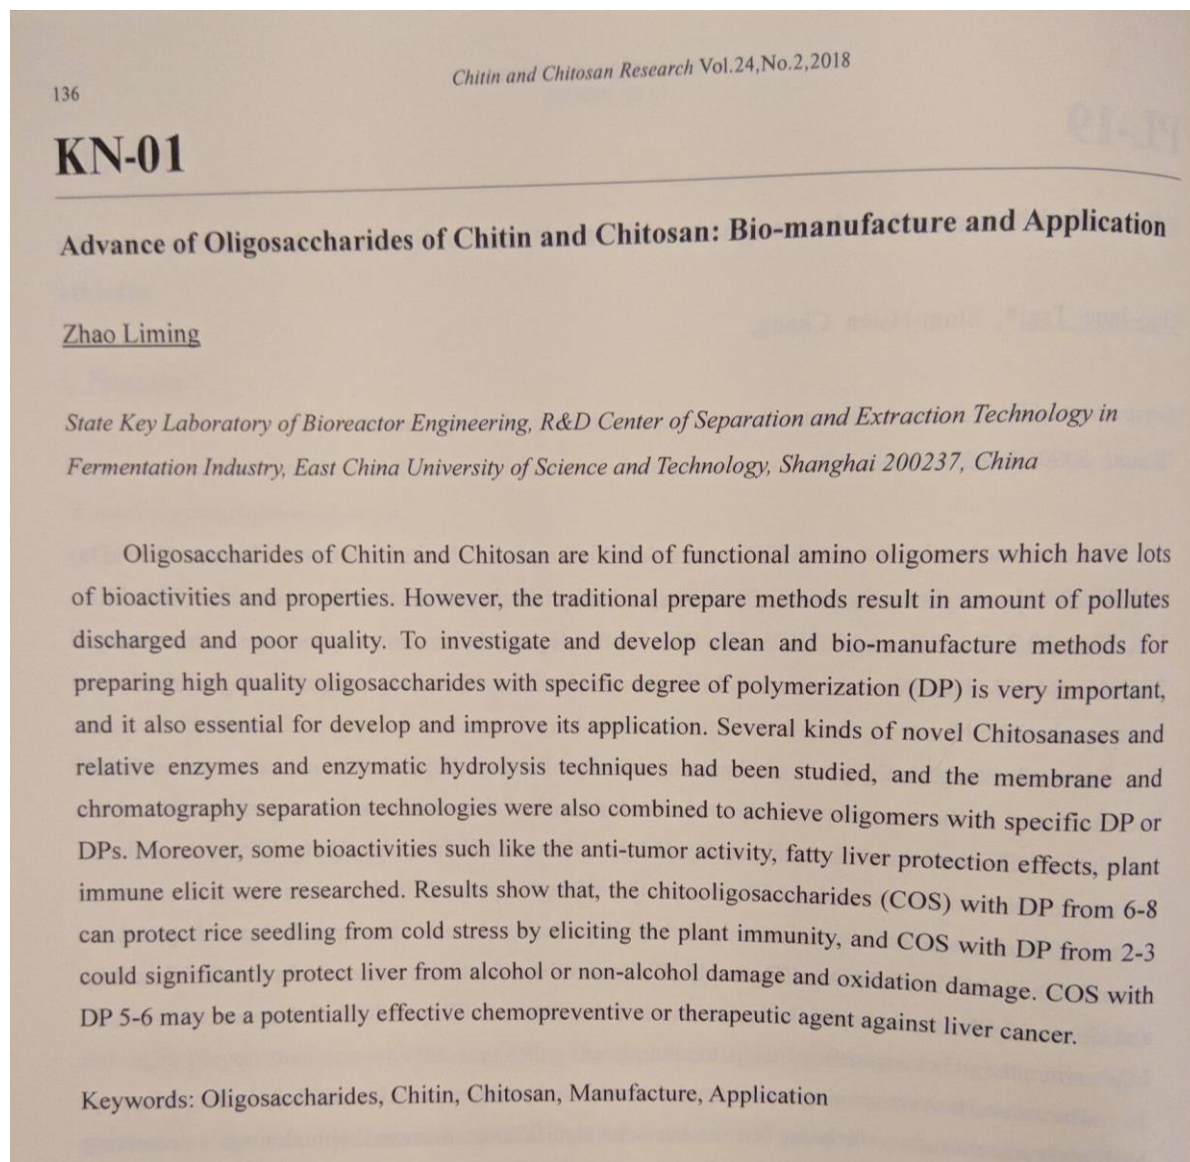 Chitin and Chitosan Research Vol.24,No.2,2018
136
KN-01
Advance of Oligosaccharides of Chitin and Chitosan: Bio-manufacture and Application
Zhao Liming
State Key Laboratory of Bioreactor Engineering, R&D Center of Separation and Extraction Technology in
Fermentation Industry, East China University of Science and Technology, Shanghai 200237, China
Oligosaccharides of Chitin and Chitosan are kind of functional amino oligomers which have lots
of bioactivities and properties. However, the traditional prepare methods result in amount of pollutes
discharged and poor quality. To investigate and develop clean and bio-manufacture methods for
preparing high quality oligosaccharides with specific degree of polymerization (DP) is very important,
and it also essential for develop and improve its application. Several kinds of novel Chitosanases and
relative enzymes and enzymatic hydrolysis techniques had been studied, and the membrane and
chromatography separation technologies were also combined to achieve oligomers with specific DP or
DPs. Moreover, some bioactivities such like the anti-tumor activity, fatty liver protection effects, plant
immune elicit were researched. Results show that, the chitooligosaccharides (COS) with DP from 6-8
can protect rice seedling from cold stress by eliciting the plant immunity, and COS with DP from 2-3
could significantly protect liver from alcohol or non-alcohol damage and oxidation damage. COS with
DP 5-6 may be a potentially effective chemopreventive or therapeutic agent against liver cancer.
Keywords: Oligosaccharides, Chitin, Chitosan, Manufacture, Application